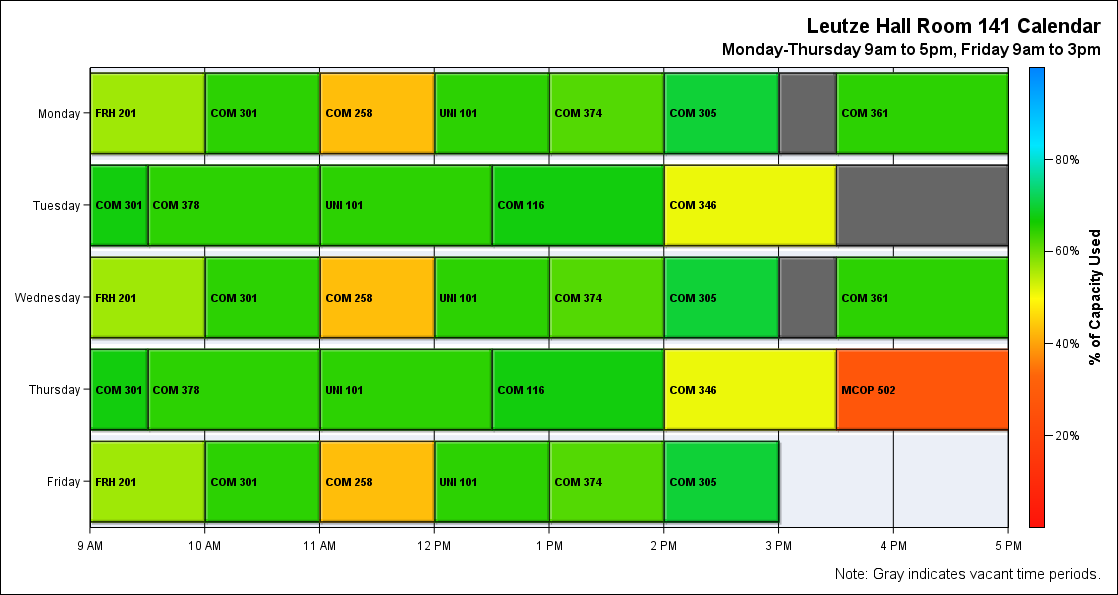 Leutze Hall Room 141 Calendar
Monday-Thursday 9am to 5pm, Friday 9am to 3pm
Monday
FRH 201
COM 301
COM 258
UNI 101
COM 374
COM 305
COM 361
Tuesday
COM 301
COM 378
UNI 101
COM 116
COM 346
Wednesday
FRH 201
COM 301
COM 258
UNI 101
COM 374
COM 305
COM 361
Thursday
COM 301
COM 378
UNI 101
COM 116
COM 346
MCOP 502
Friday
FRH 201
COM 301
COM 258
UNI 101
COM 374
COM 305
9 AM
10 AM
11 AM
12 PM
1 PM
2 PM
3 PM
4 PM
5 PM
80%
60%
40%
20%
% of Capacity Used
Note: Gray indicates vacant time periods.